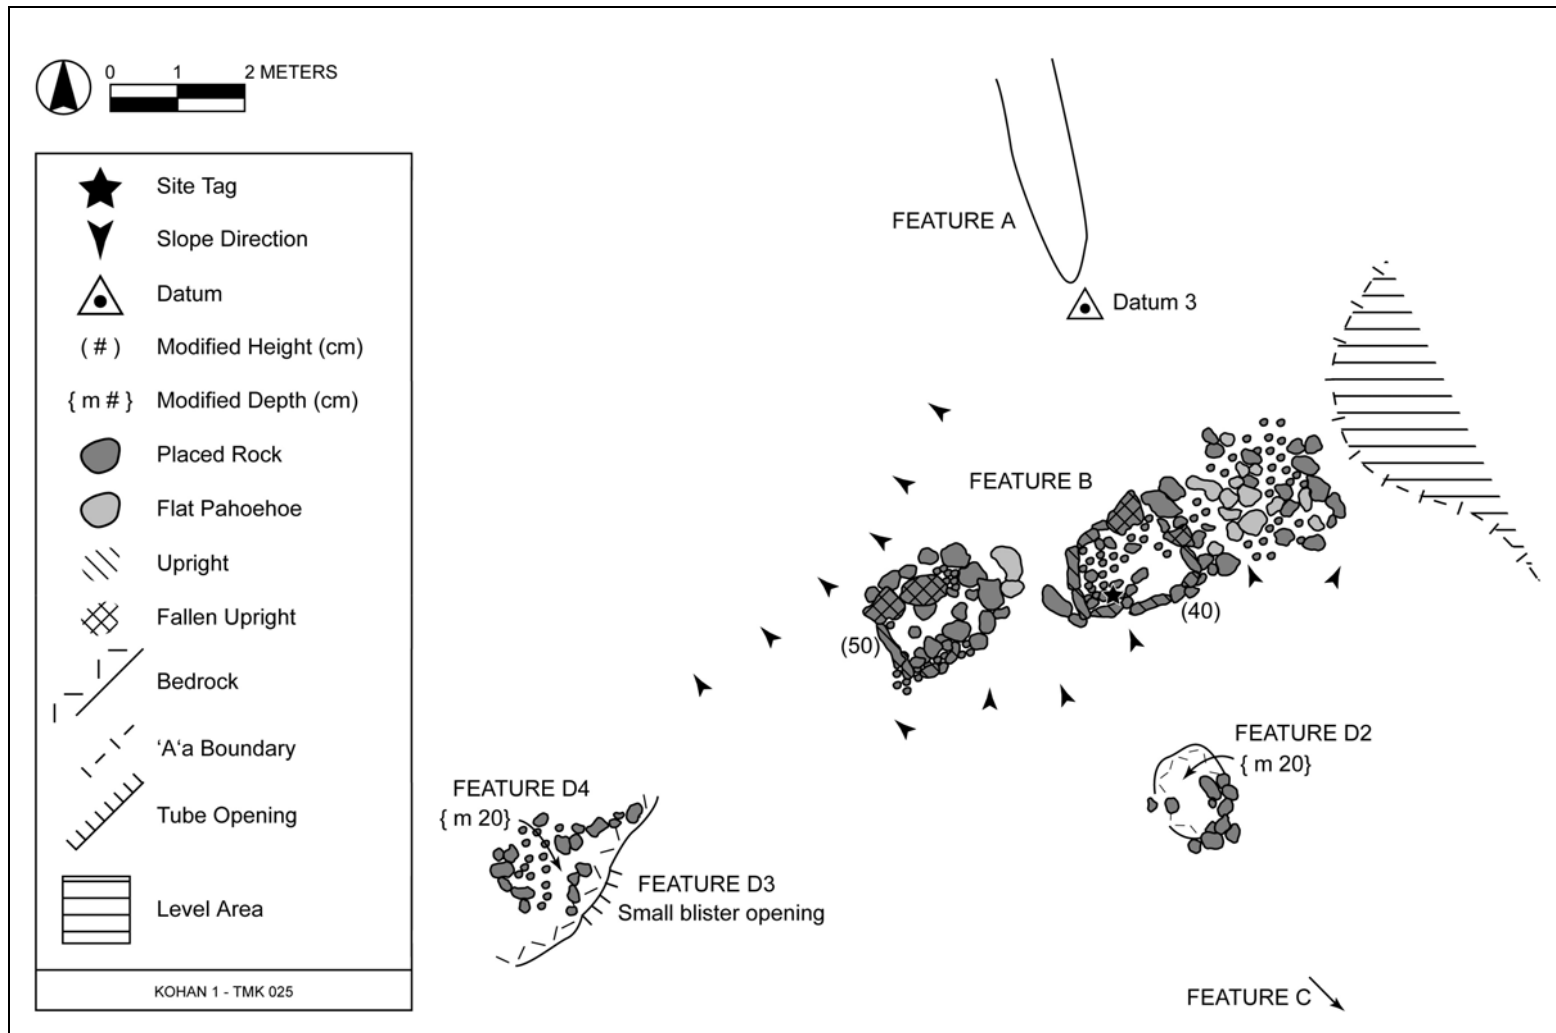 0 1 2 METERS
Site Tag
Slope Direction
Datum
( # ) Modified Height (cm)
{ m # } Modified Depth (cm)
Placed Rock
Flat Pahoehoe
Upright
Fallen Upright
Bedrock
‘A‘a Boundary
Tube Opening
Level Area
KOHAN 1 - TMK 025
FEATURE A
Datum 3
FEATURE B
(40)
(50)
FEATURE D2
{ m 20}
FEATURE D4
{ m 20}
FEATURE D3
Small blister opening
FEATURE C